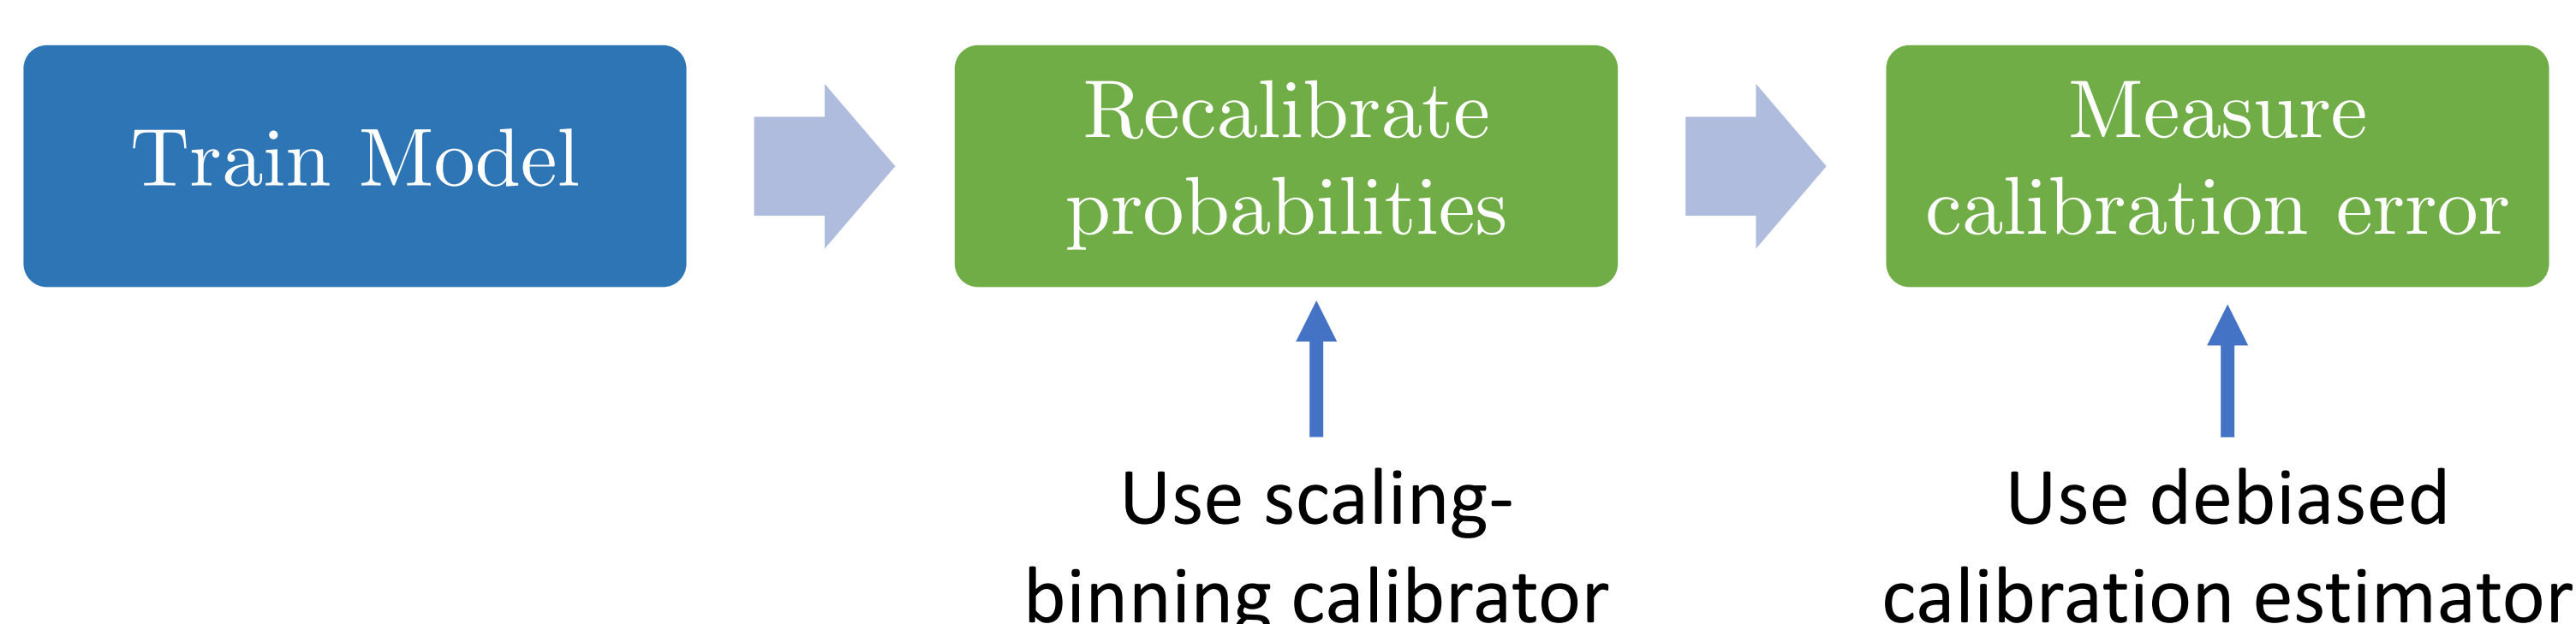 Train Model
Recalibrate
probabilities
Measure
calibration error
Use scaling-
binning calibrator
Use debiased
calibration estimator